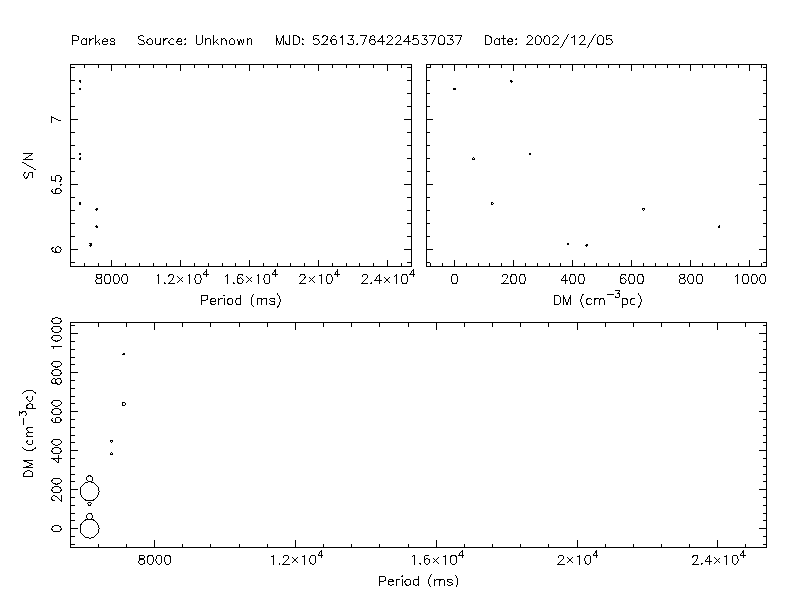 Parkes Source: Unknown MJD: 52613.764224537037 Date: 2002/12/05
S/N
7
6.5
6
8000 1.2×10⁴ 1.6×10⁴ 2×10⁴ 2.4×10⁴
Period (ms)
0 200 400 600 800 1000
DM (cm⁻³pc)
DM (cm⁻³pc)
1000
800
600
400
200
0
8000 1.2×10⁴ 1.6×10⁴ 2×10⁴ 2.4×10⁴
Period (ms)